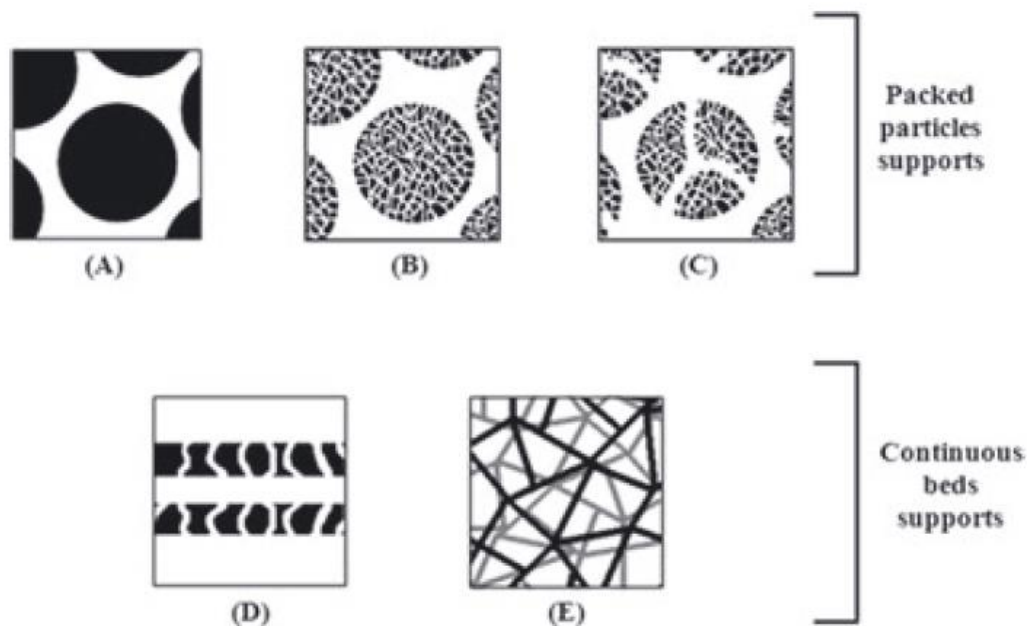 Packed
particles
supports
(A)
(B)
(C)
Continuous
beds
supports
(D)
(E)